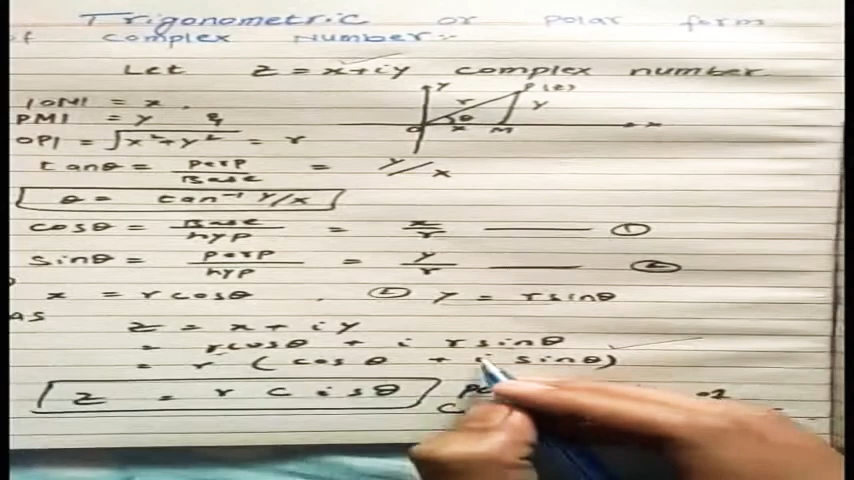 Trigonometric or polar form
of complex Number:-
Let z = x+iy complex number
|OM| = x .
|PM| = y &
|OP| = √x²+y² = r
Y P(z) r y θ O x M x
tanθ = perp/Base = y/x
θ = tan⁻¹ y/x
cosθ = Base/hyp = x/r ——— ①
sinθ = perp/hyp = y/r ——— ②
x = r cosθ . ② y = r sinθ
as
z = x + iy
= r cosθ + i r sinθ
= r ( cos θ + i sinθ)
z = r c i s θ